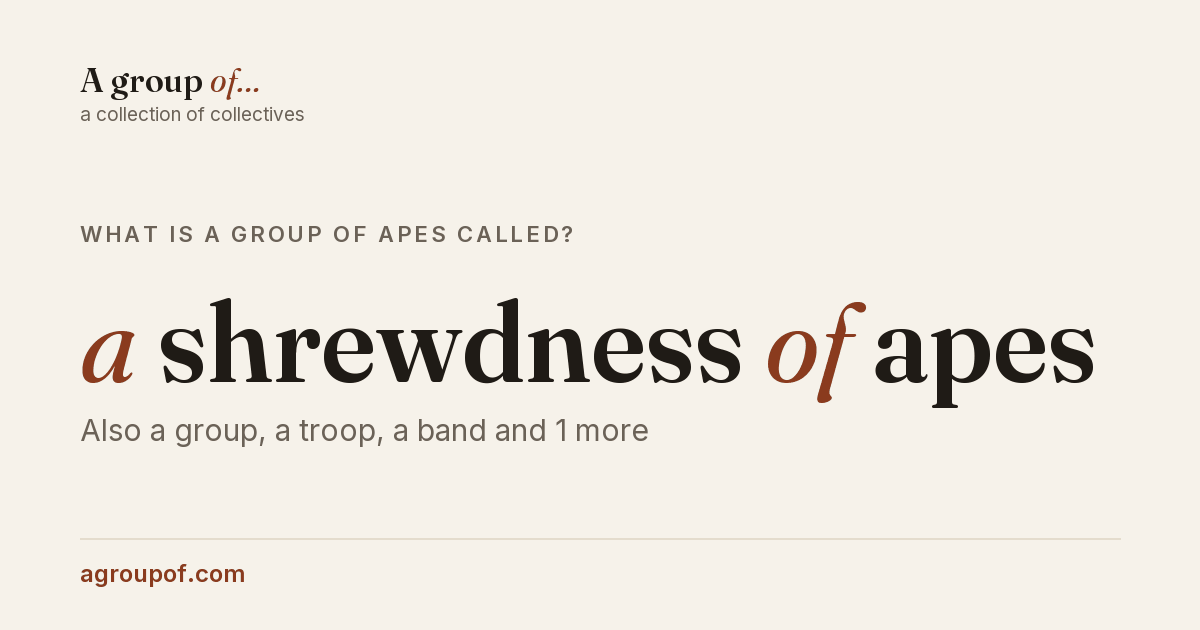 A group of...
a collection of collectives
WHAT IS A GROUP OF APES CALLED?
a shrewdness of apes
Also a group, a troop, a band and 1 more
agroupof.com